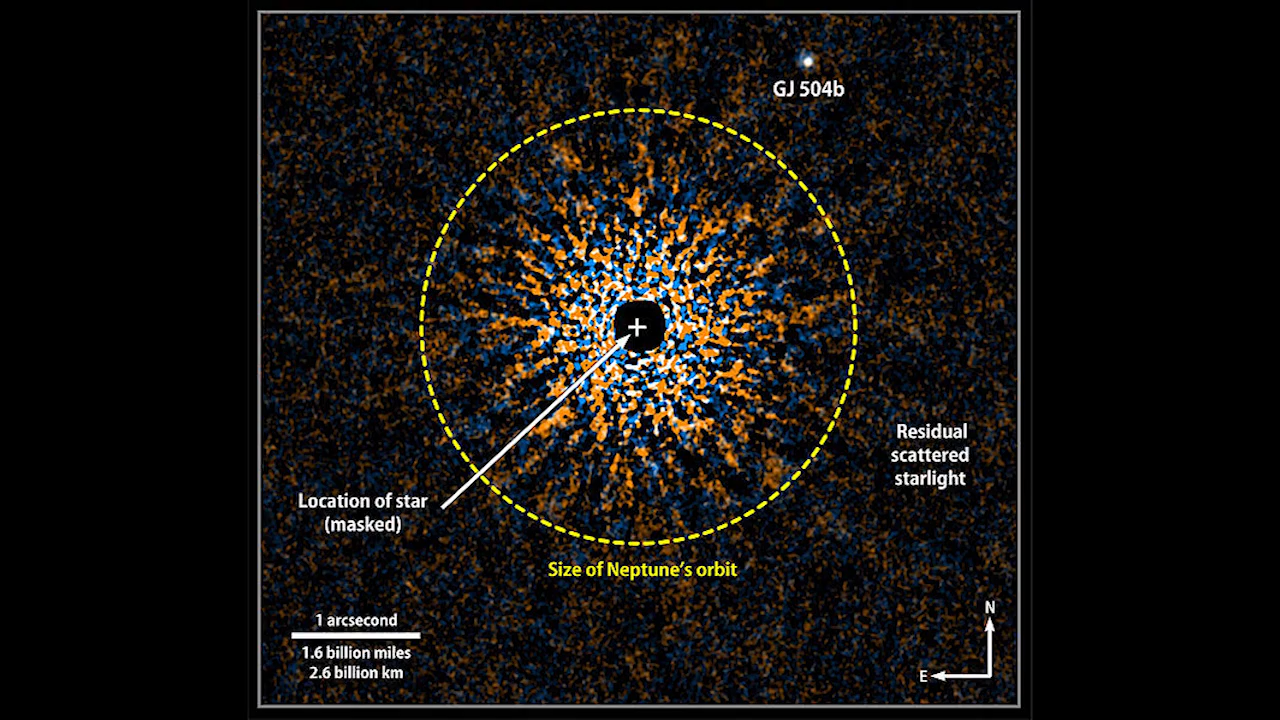 GJ 504b
Residual
scattered
starlight
Location of star
(masked)
Size of Neptune's orbit
1 arcsecond
1.6 billion miles
2.6 billion km
N
E